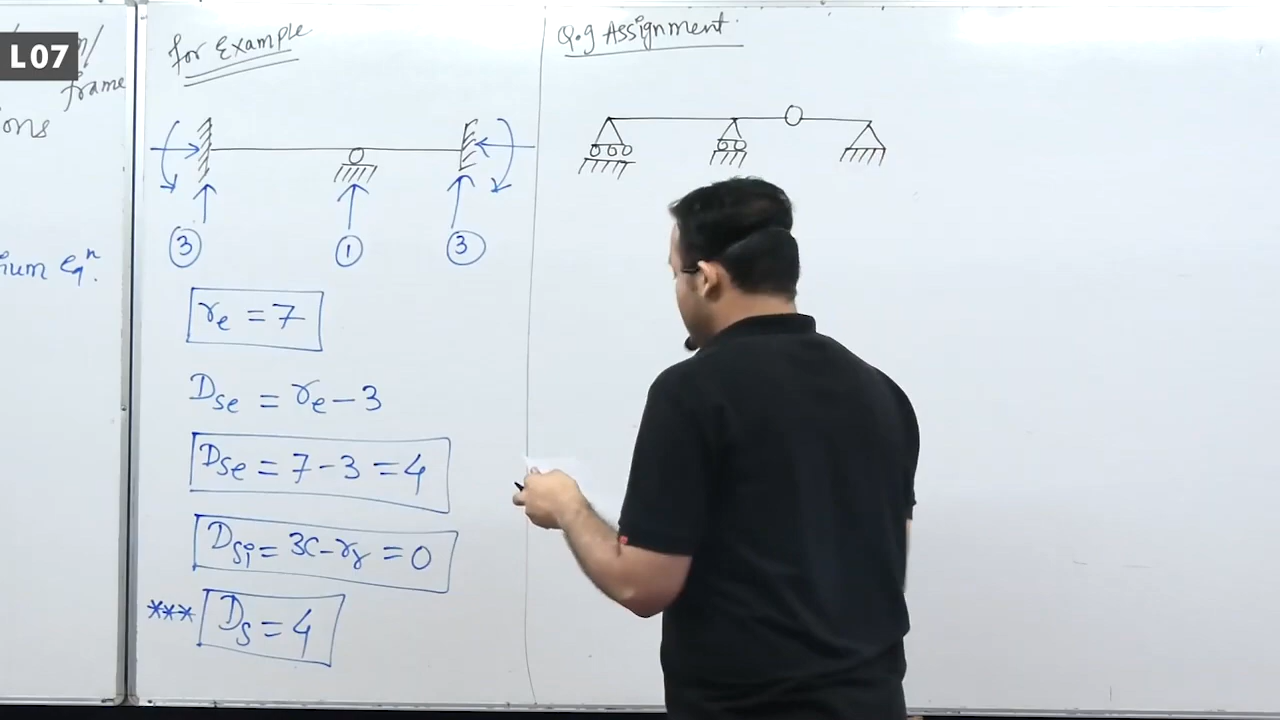 L07
frame
ons
ium eqⁿ.
for Example
3
1
3
rₑ = 7
Dse = rₑ - 3
Dse = 7 - 3 = 4
Dsi = 3C - rᵣ = 0
*** Ds = 4
Q.9 Assignment.